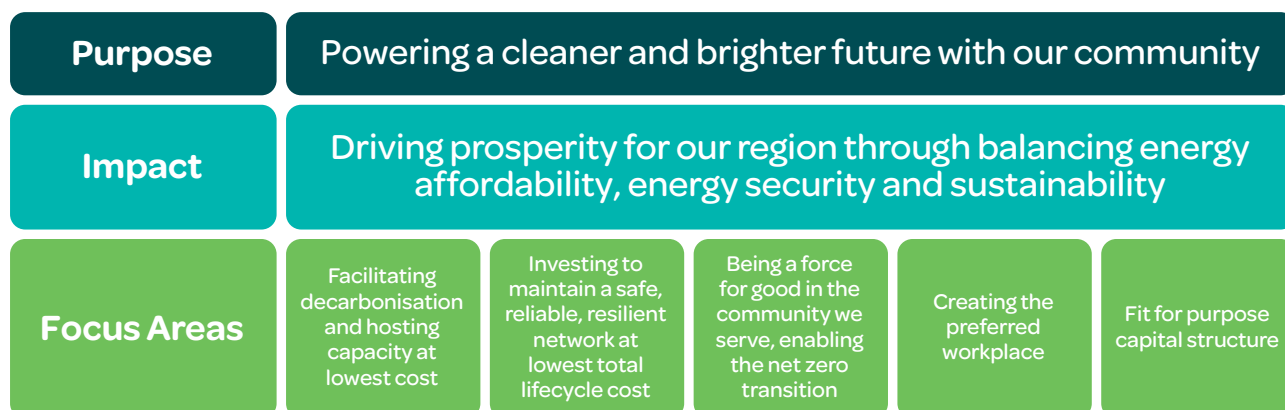 Purpose
Powering a cleaner and brighter future with our community
Impact
Driving prosperity for our region through balancing energy
affordability, energy security and sustainability
Focus Areas
Facilitating
decarbonisation
and hosting
capacity at
lowest cost
Investing to
maintain a safe,
reliable, resilient
network at
lowest total
lifecycle cost
Being a force
for good in the
community we
serve, enabling
the net zero
transition
Creating the
preferred
workplace
Fit for purpose
capital structure